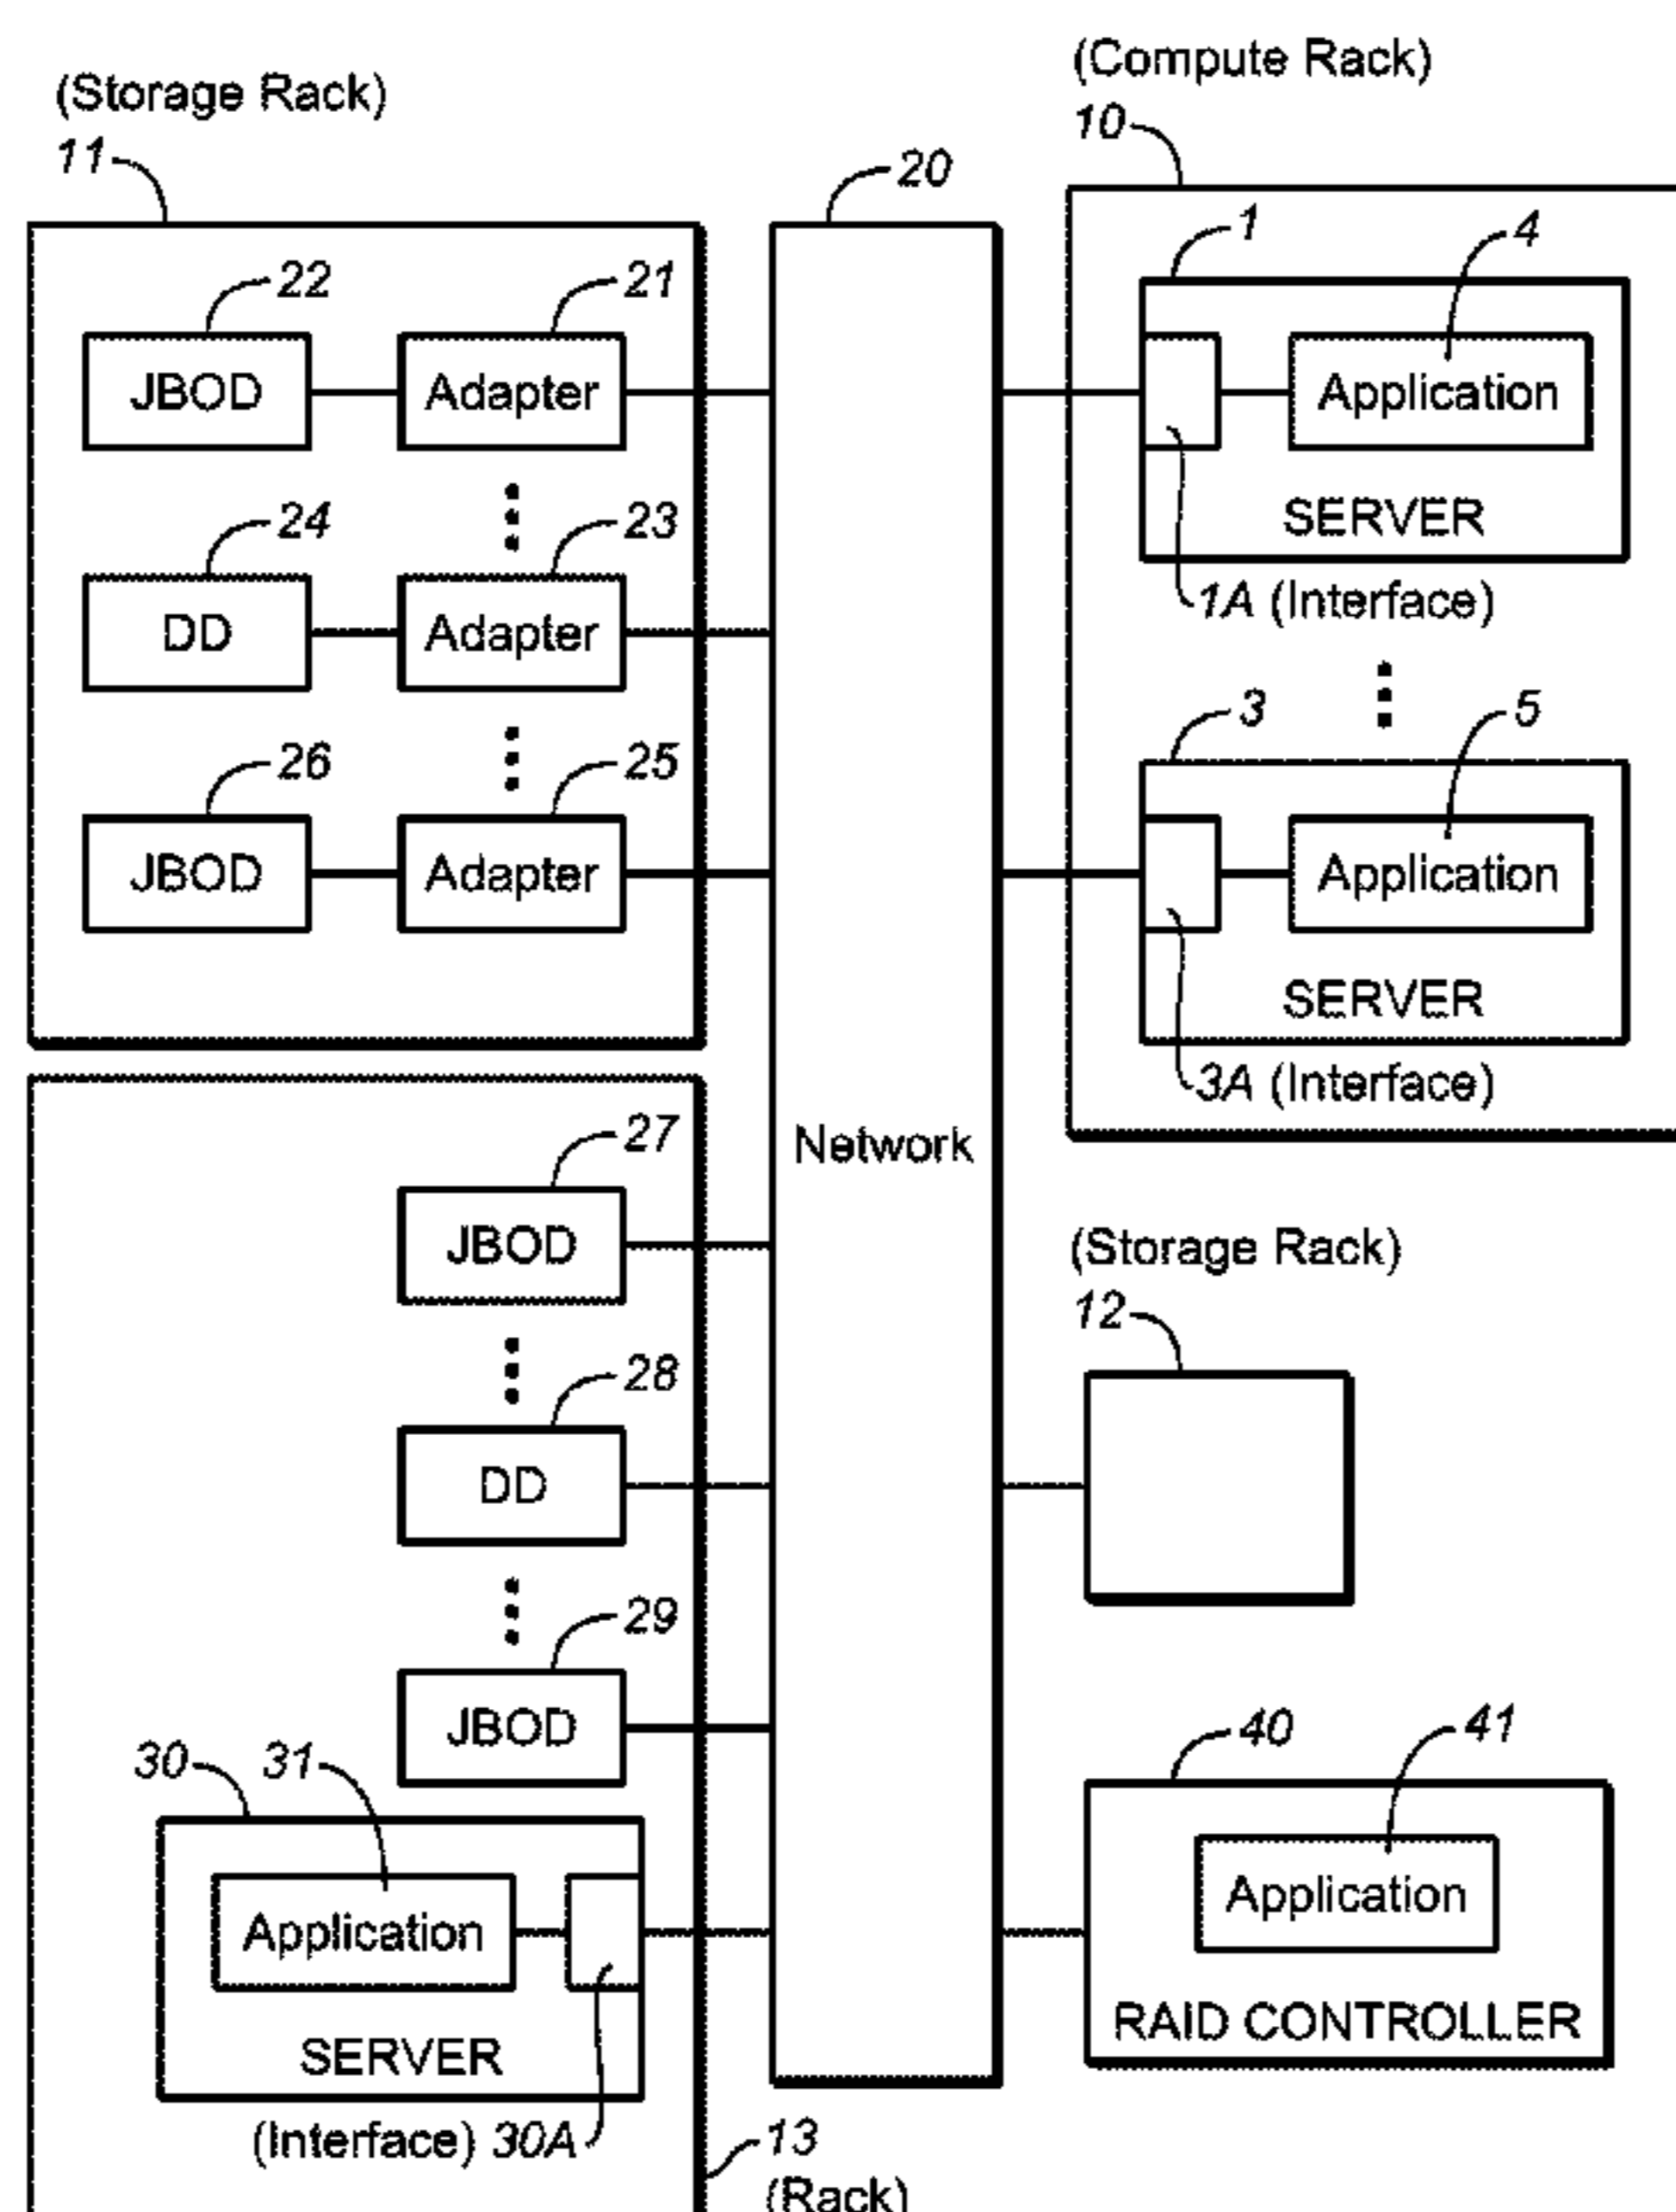 (Storage Rack)
11
22
21
JBOD
Adapter
24
23
DD
Adapter
26
25
JBOD
Adapter
27
JBOD
28
DD
29
JBOD
30
31
Application
SERVER
(Interface) 30A
13
(Rack)
20
Network
(Compute Rack)
10
1
4
Application
SERVER
1A (Interface)
3
5
Application
SERVER
3A (Interface)
(Storage Rack)
12
40
41
Application
RAID CONTROLLER